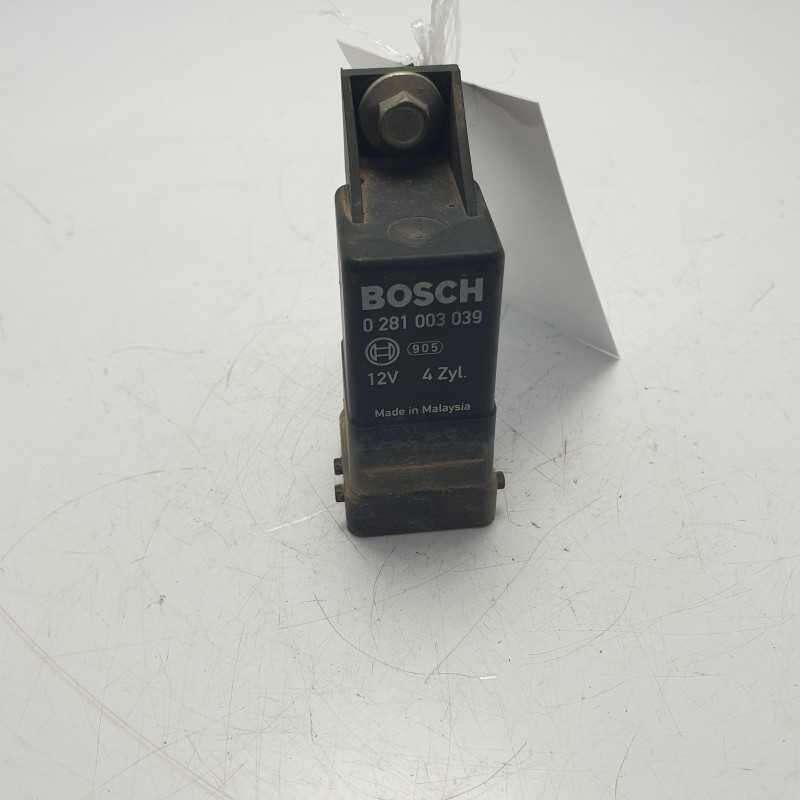 BOSCH
0 281 003 039
905
12V 4 Zyl.
Made in Malaysia